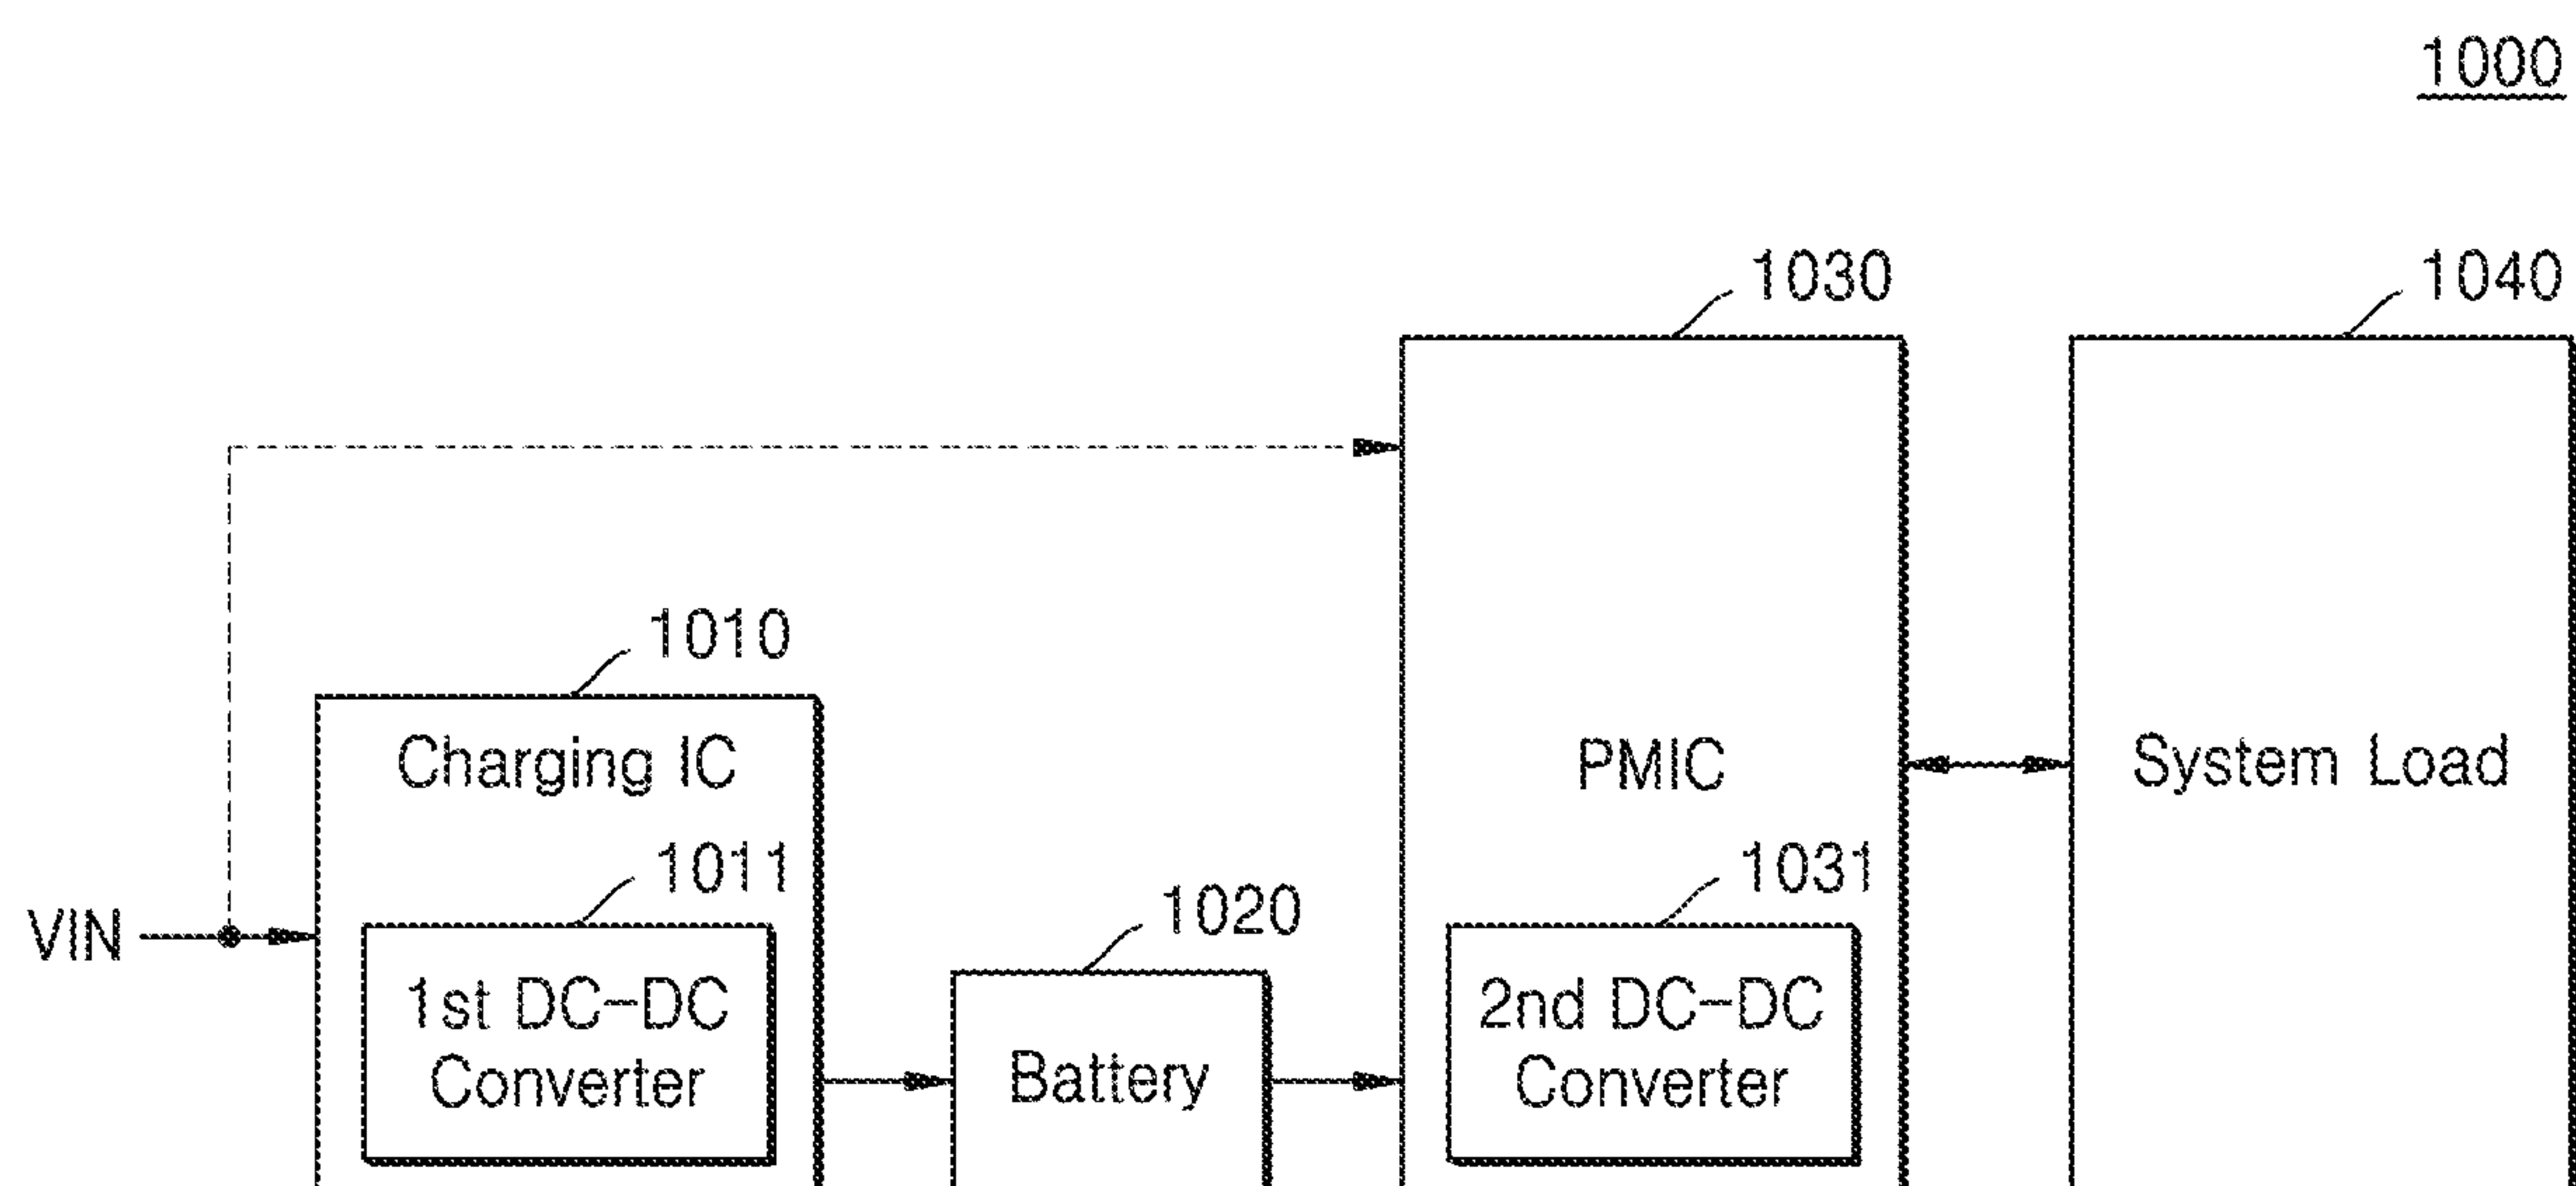 1000
1030
1040
1010
Charging IC
PMIC
System Load
1011
1031
1020
VIN
1st DC-DC
Converter
2nd DC-DC
Converter
Battery